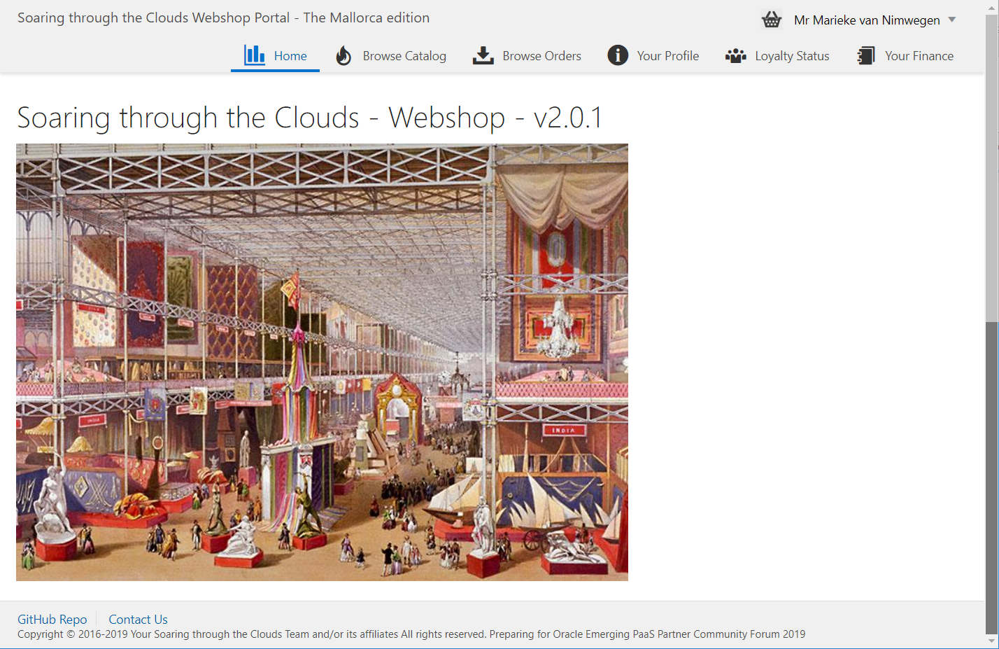 Soaring through the Clouds Webshop Portal - The Mallorca edition
Mr Marieke van Nimwegen
Home Browse Catalog Browse Orders Your Profile Loyalty Status Your Finance
Soaring through the Clouds - Webshop - v2.0.1
INDIA
GitHub Repo Contact Us
Copyright © 2016-2019 Your Soaring through the Clouds Team and/or its affiliates All rights reserved. Preparing for Oracle Emerging PaaS Partner Community Forum 2019